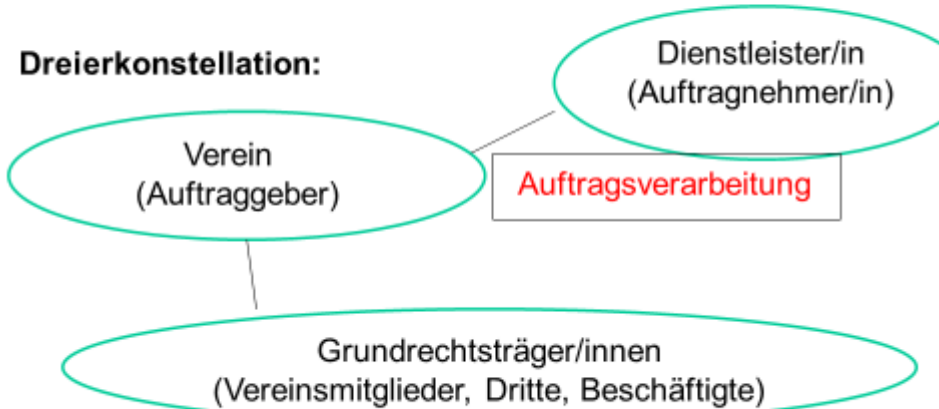 Dreierkonstellation:
Dienstleister/in
(Auftragnehmer/in)
Verein
(Auftraggeber)
Auftragsverarbeitung
Grundrechtsträger/innen
(Vereinsmitglieder, Dritte, Beschäftigte)